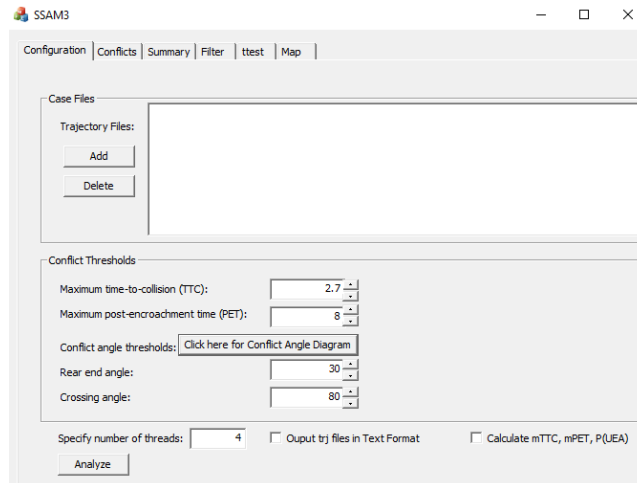 SSAM3
Configuration Conflicts Summary Filter ttest Map
Case Files
Trajectory Files:
Add
Delete
Conflict Thresholds
Maximum time-to-collision (TTC): 2.7
Maximum post-encroachment time (PET): 8
Conflict angle thresholds: Click here for Conflict Angle Diagram
Rear end angle: 30
Crossing angle: 80
Specify number of threads: 4 Ouput trj files in Text Format Calculate mTTC, mPET, P(UEA)
Analyze